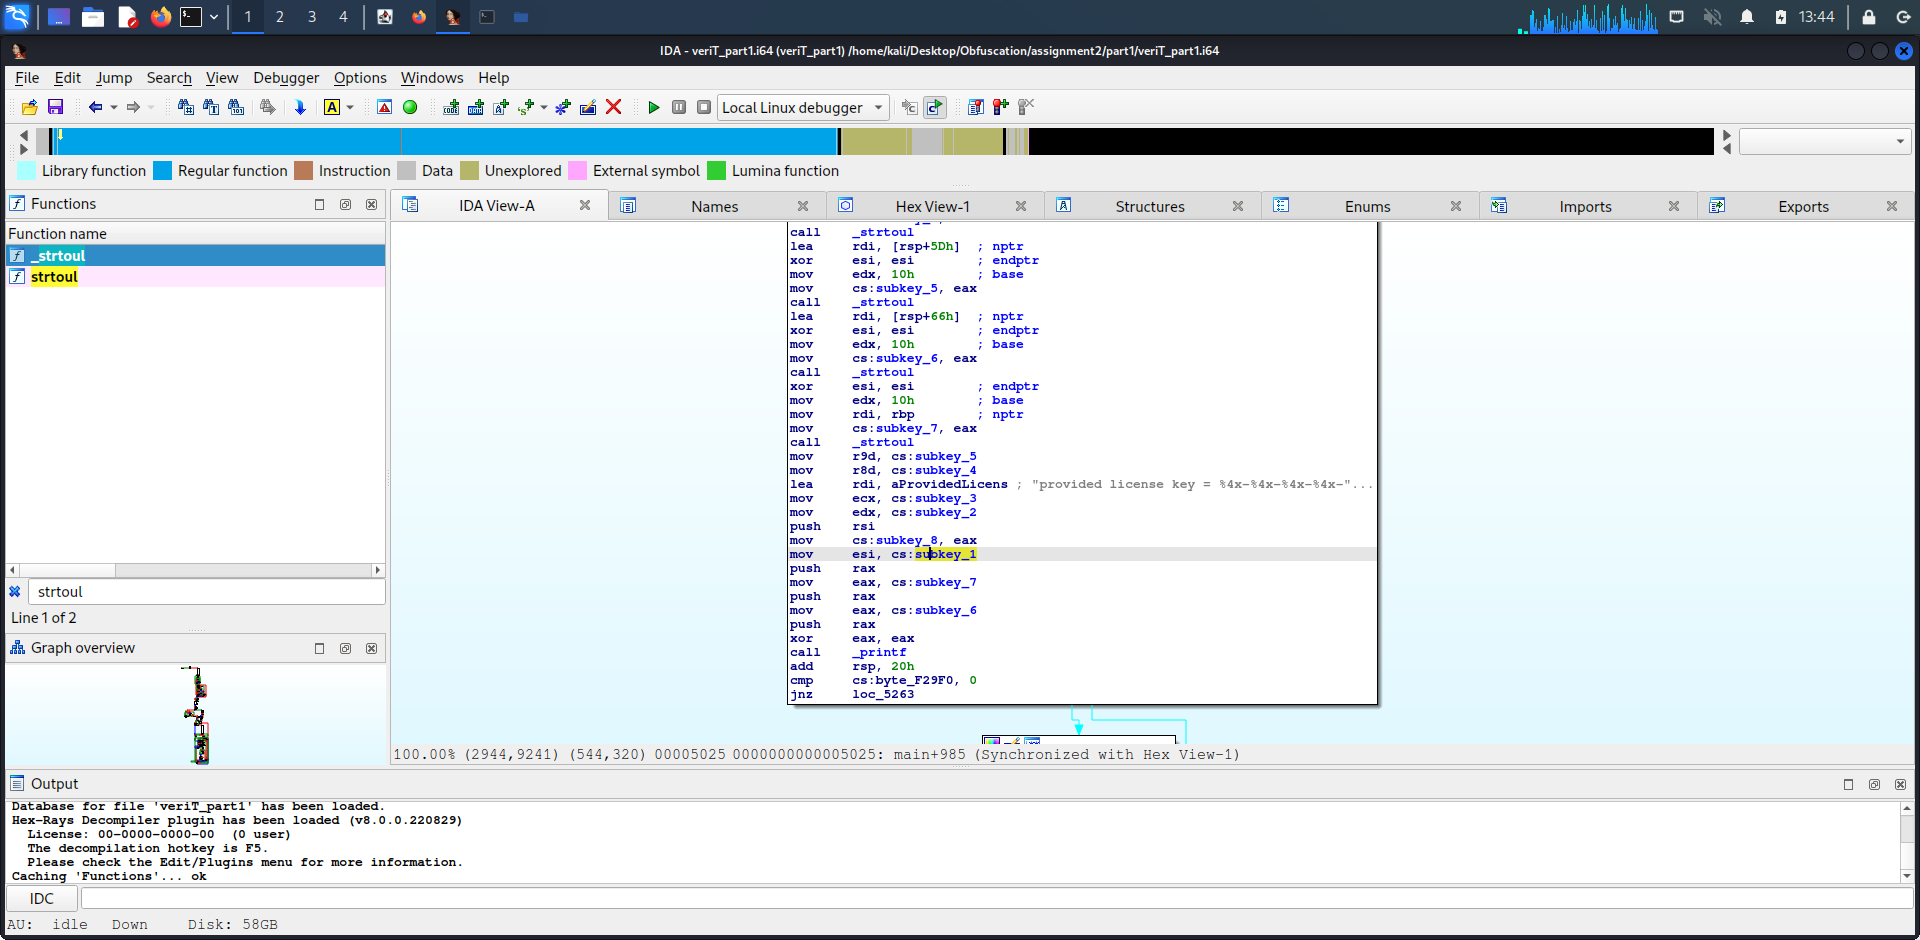 1 2 3 4 13:44
IDA - veriT_part1.i64 (veriT_part1) /home/kali/Desktop/Obfuscation/assignment2/part1/veriT_part1.i64
File Edit Jump Search View Debugger Options Windows Help
Local Linux debugger
Library function Regular function Instruction Data Unexplored External symbol Lumina function
Functions
Function name
_strtoul
strtoul
strtoul
Line 1 of 2
Graph overview
IDA View-A Names Hex View-1 Structures Enums Imports Exports
call _strtoul
lea rdi, [rsp+5Dh] ; nptr
xor esi, esi ; endptr
mov edx, 10h ; base
mov cs:subkey_5, eax
call _strtoul
lea rdi, [rsp+66h] ; nptr
xor esi, esi ; endptr
mov edx, 10h ; base
mov cs:subkey_6, eax
call _strtoul
xor esi, esi ; endptr
mov edx, 10h ; base
mov rdi, rbp ; nptr
mov cs:subkey_7, eax
call _strtoul
mov r9d, cs:subkey_5
mov r8d, cs:subkey_4
lea rdi, aProvidedLicens ; "provided license key = %4x-%4x-%4x-%4x-"...
mov ecx, cs:subkey_3
mov edx, cs:subkey_2
push rsi
mov cs:subkey_8, eax
mov esi, cs:subkey_1
push rax
mov eax, cs:subkey_7
push rax
mov eax, cs:subkey_6
push rax
xor eax, eax
call _printf
add rsp, 20h
cmp cs:byte_F29F0, 0
jnz loc_5263
100.00% (2944,9241) (544,320) 00005025 0000000000005025: main+985 (Synchronized with Hex View-1)
Output
Database for file 'veriT_part1' has been loaded.
Hex-Rays Decompiler plugin has been loaded (v8.0.0.220829)
License: 00-0000-0000-00 (0 user)
The decompilation hotkey is F5.
Please check the Edit/Plugins menu for more information.
Caching 'Functions'... ok
IDC
AU: idle Down Disk: 58GB